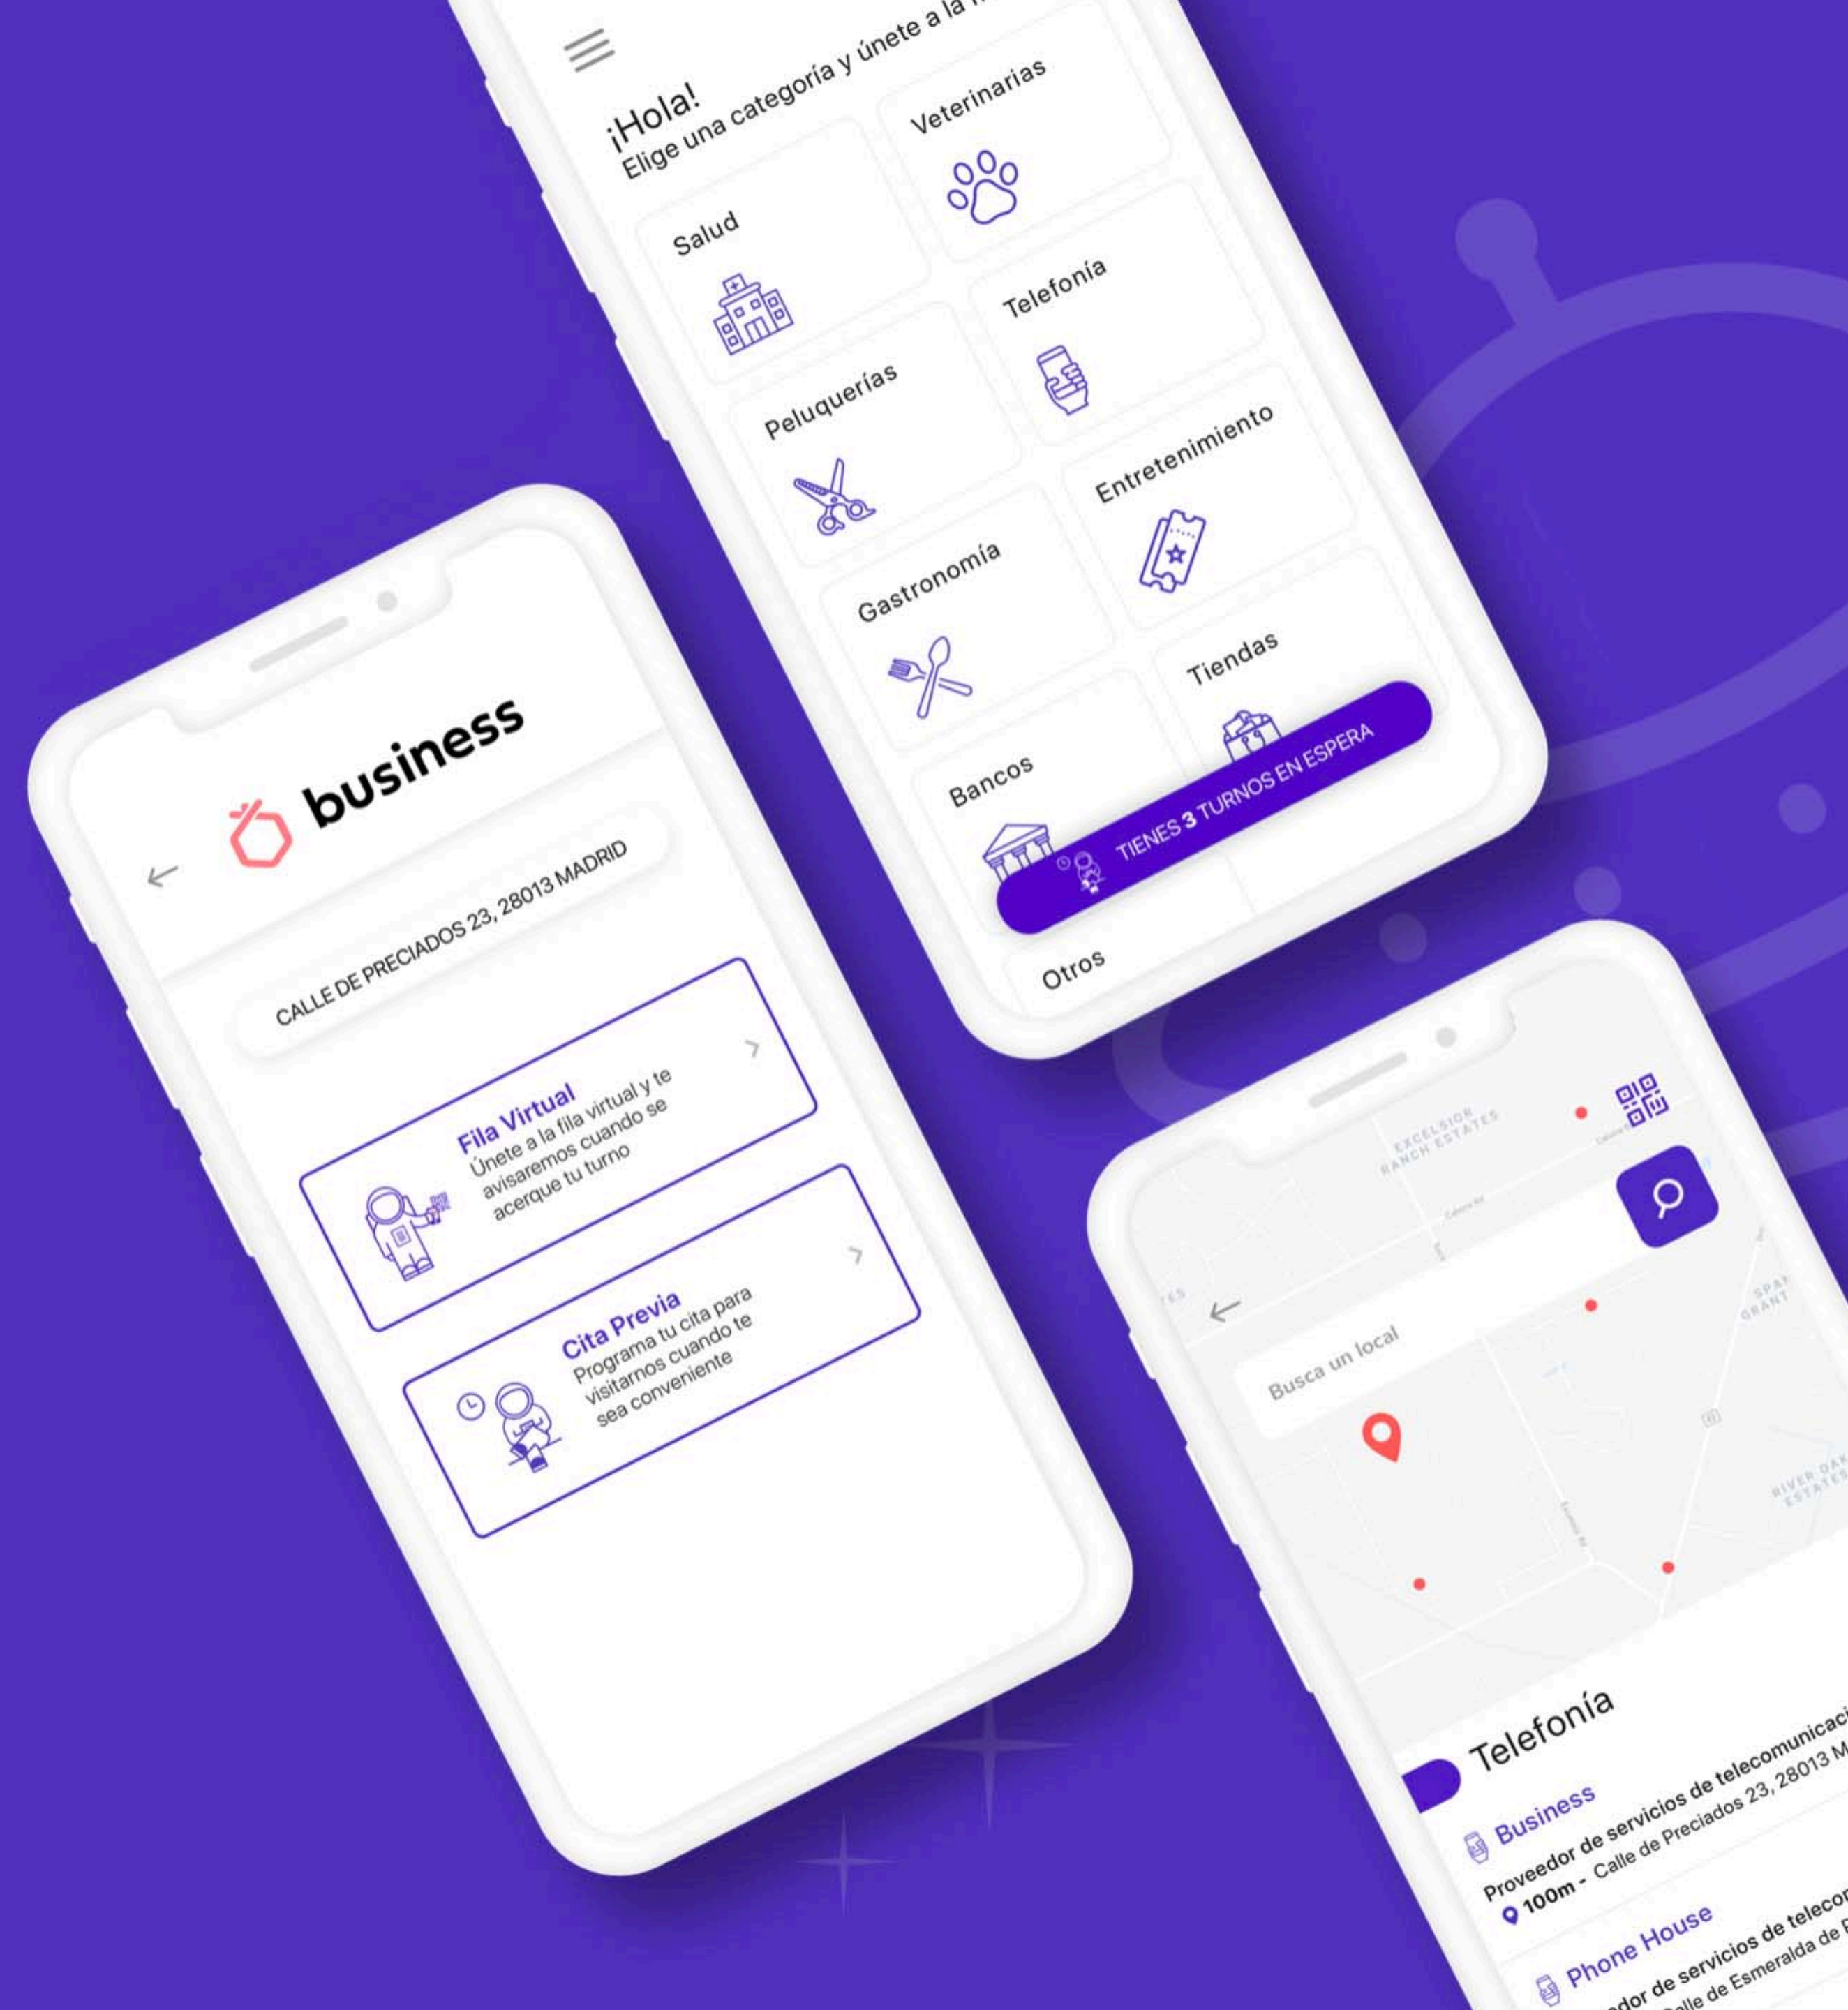 ¡Hola!
Elige una categoría y únete a la
Salud
Veterinarias
Peluquerías
Telefonía
Gastronomía
Entretenimiento
Bancos
Tiendas
TIENES 3 TURNOS EN ESPERA
Otros
business
CALLE DE PRECIADOS 23, 28013 MADRID
Fila Virtual
Únete a la fila virtual y te
avisaremos cuando se
acerque tu turno
Cita Previa
Programa tu cita para
visitarnos cuando te
sea conveniente
EXCELSIOR
RANCH ESTATES
Busca un local
GRANT
ESTATES
Telefonía
Business
Proveedor de servicios de
100m - Calle de Preciados 23, 28013
Phone House
de servicios de
de Esmeralda de